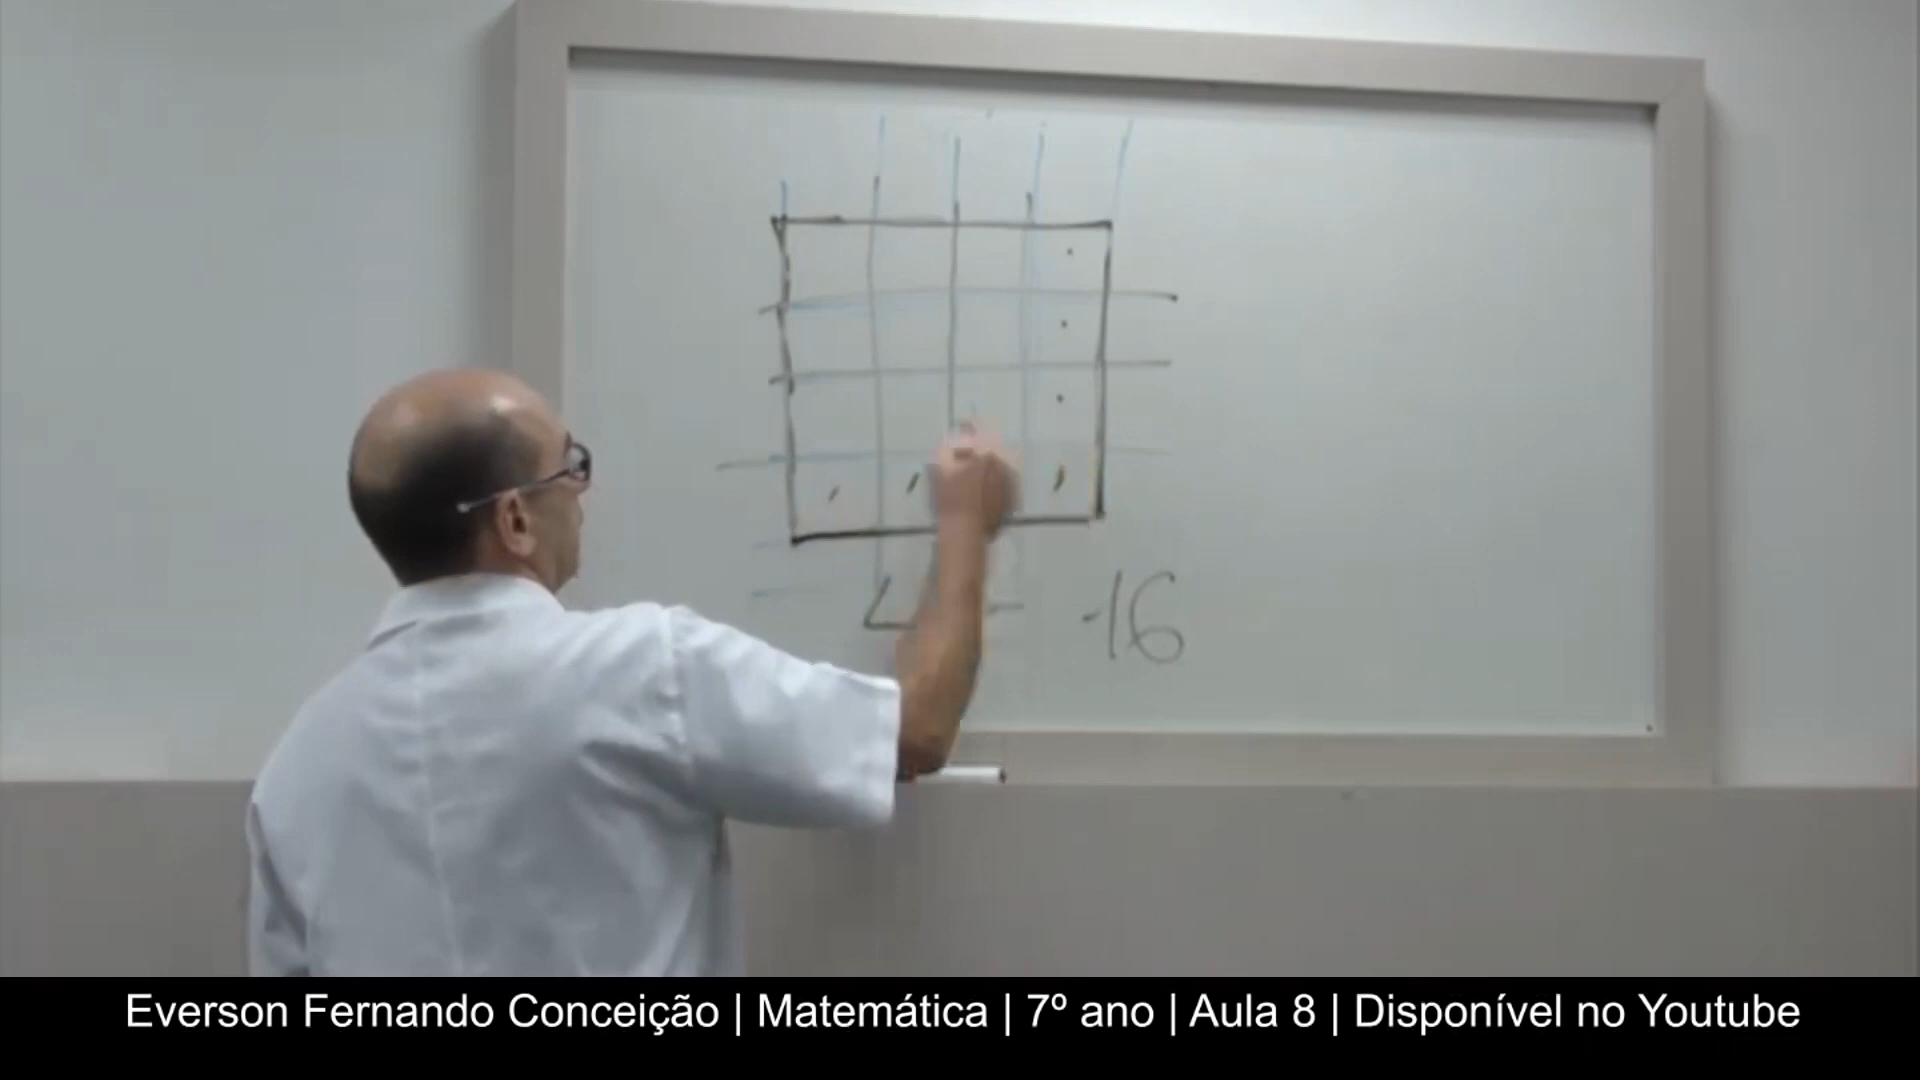 -16
Everson Fernando Conceição | Matemática | 7º ano | Aula 8 | Disponível no Youtube